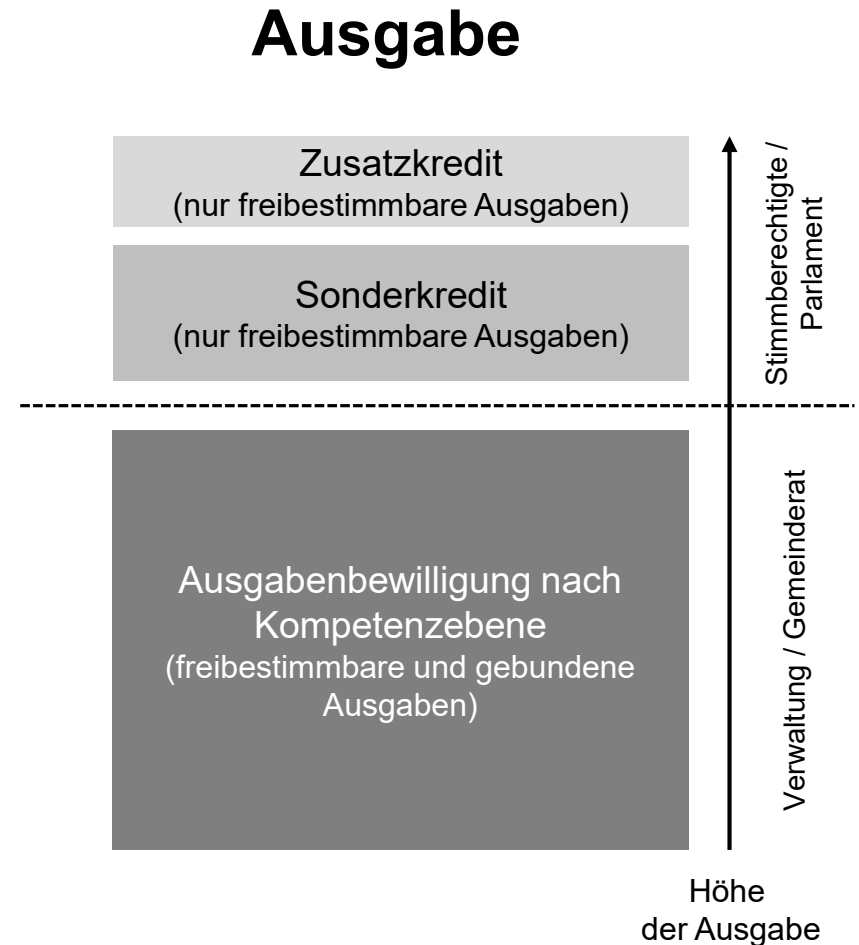 Ausgabe
Zusatzkredit
(nur freibestimmbare Ausgaben)
Sonderkredit
(nur freibestimmbare Ausgaben)
Stimmberechtigte /
Parlament
Ausgabenbewilligung nach
Kompetenzebene
(freibestimmbare und gebundene
Ausgaben)
Verwaltung / Gemeinderat
Höhe
der Ausgabe